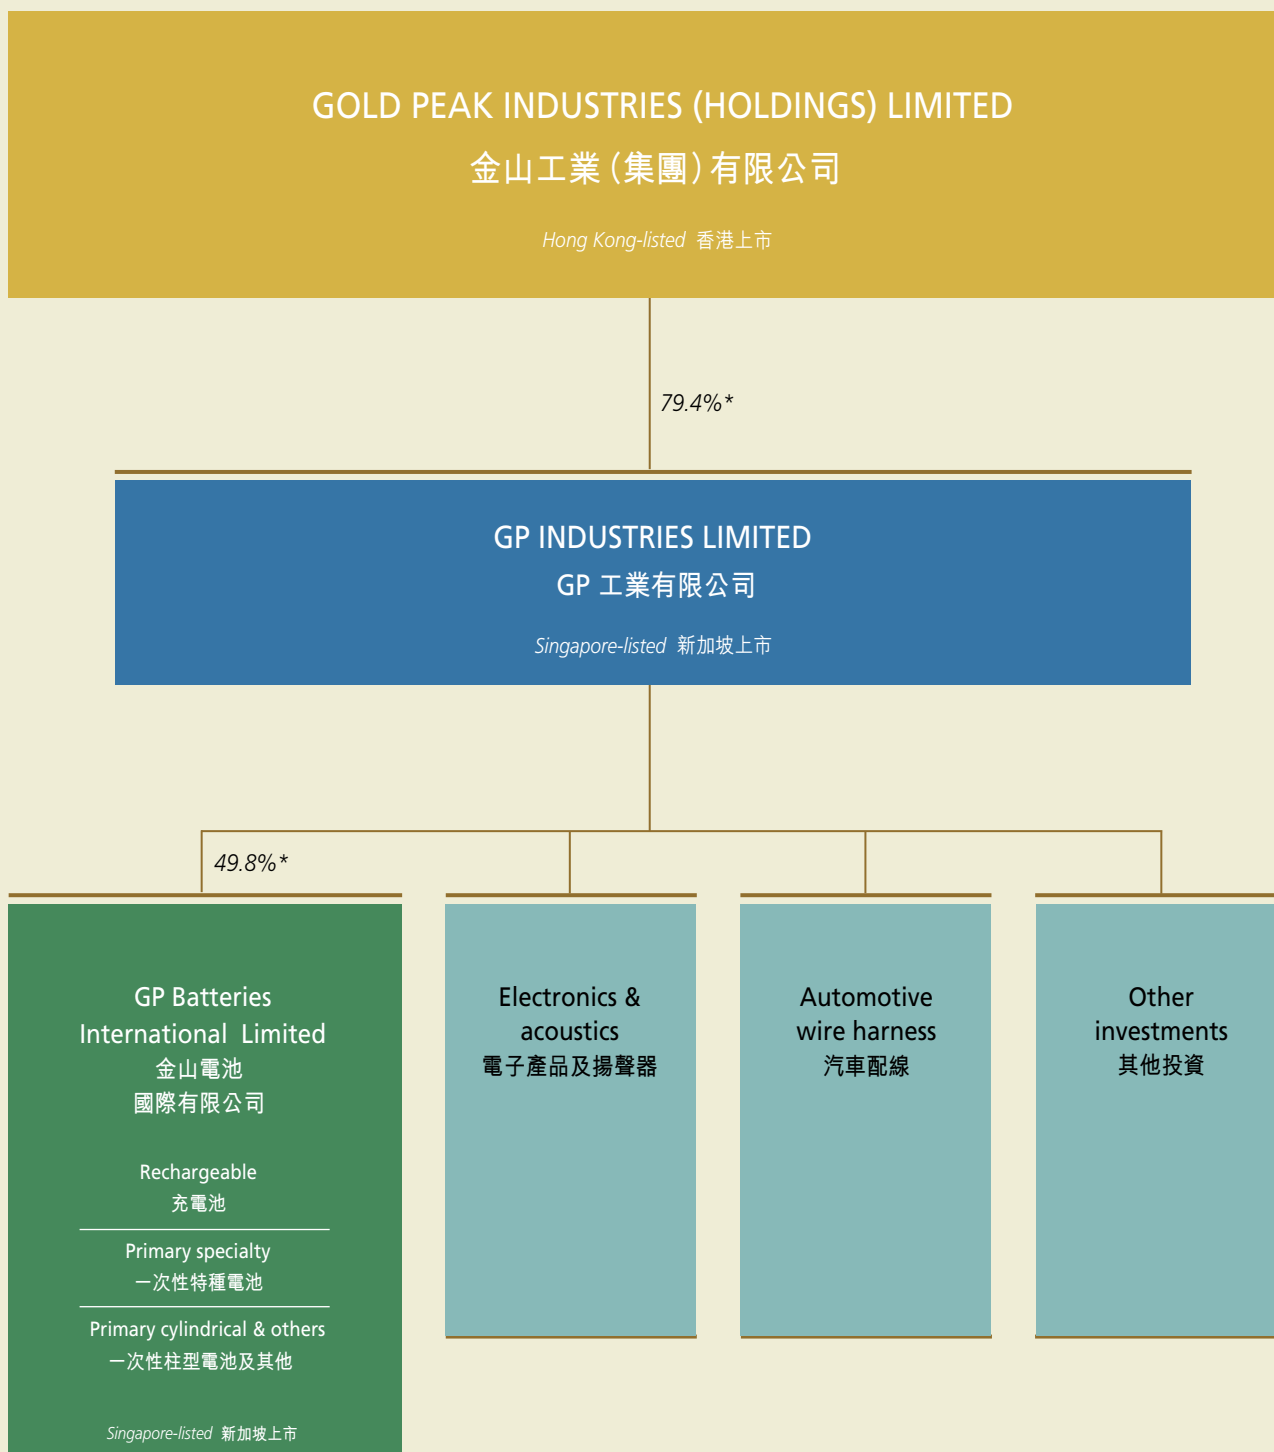 GOLD PEAK INDUSTRIES (HOLDINGS) LIMITED
金山工業（集團）有限公司
Hong Kong-listed 香港上市
79.4%*
GP INDUSTRIES LIMITED
GP 工業有限公司
Singapore-listed 新加坡上市
49.8%*
GP Batteries
International Limited
金山電池
國際有限公司
Rechargeable
充電池
Primary specialty
一次性特種電池
Primary cylindrical & others
一次性柱型電池及其他
Singapore-listed 新加坡上市
Electronics &
acoustics
電子產品及揚聲器
Automotive
wire harness
汽車配線
Other
investments
其他投資